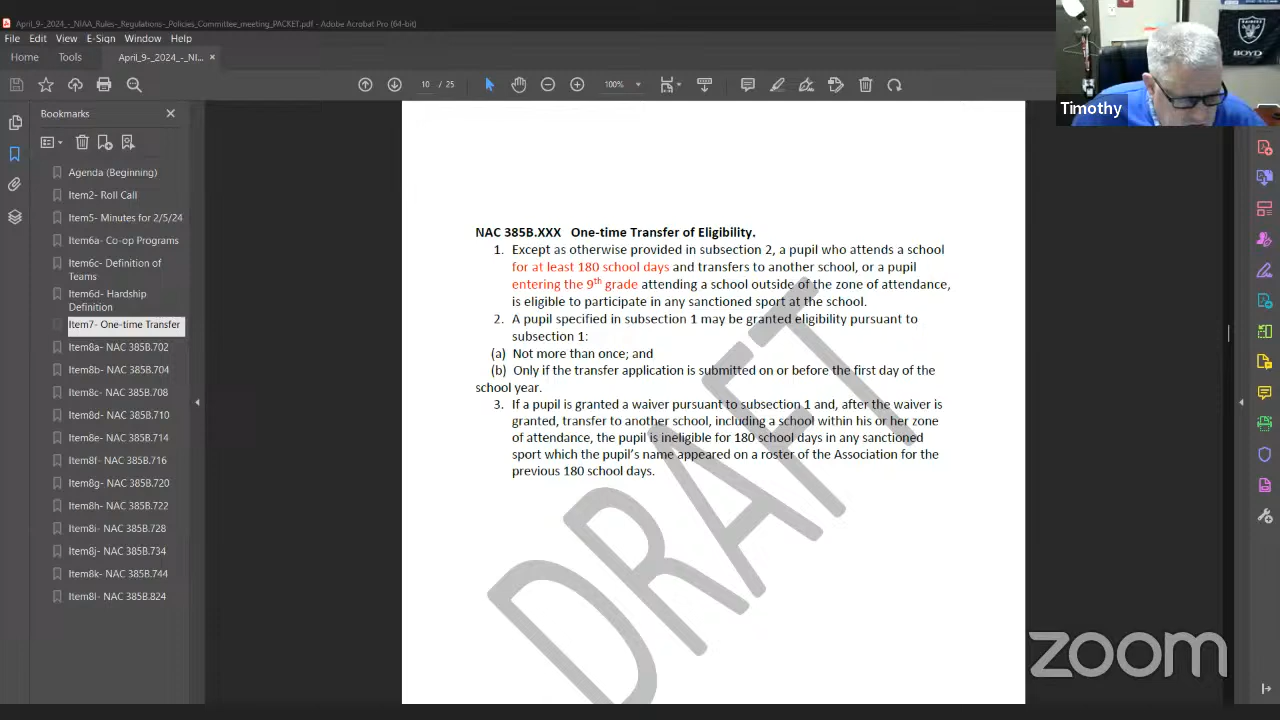 April_9-_2024_-_NIAA_Rules-_Regulations-_Policies_Committee_meeting_PACKET.pdf - Adobe Acrobat Pro (64-bit)
File Edit View E-Sign Window Help
Home Tools April_9-_2024_-_NI... ×
10 / 25 100%
Bookmarks
Agenda (Beginning)
Item2- Roll Call
Item5- Minutes for 2/5/24
Item6a- Co-op Programs
Item6c- Definition of
Teams
Item6d- Hardship
Definition
Item7- One-time Transfer
Item8a- NAC 385B.702
Item8b- NAC 385B.704
Item8c- NAC 385B.708
Item8d- NAC 385B.710
Item8e- NAC 385B.714
Item8f- NAC 385B.716
Item8g- NAC 385B.720
Item8h- NAC 385B.722
Item8i- NAC 385B.728
Item8j- NAC 385B.734
Item8k- NAC 385B.744
Item8l- NAC 385B.824
NAC 385B.XXX One-time Transfer of Eligibility.
1. Except as otherwise provided in subsection 2, a pupil who attends a school
for at least 180 school days and transfers to another school, or a pupil
entering the 9th grade attending a school outside of the zone of attendance,
is eligible to participate in any sanctioned sport at the school.
2. A pupil specified in subsection 1 may be granted eligibility pursuant to
subsection 1:
(a) Not more than once; and
(b) Only if the transfer application is submitted on or before the first day of the
school year.
3. If a pupil is granted a waiver pursuant to subsection 1 and, after the waiver is
granted, transfer to another school, including a school within his or her zone
of attendance, the pupil is ineligible for 180 school days in any sanctioned
sport which the pupil's name appeared on a roster of the Association for the
previous 180 school days.
DRAFT
RAIDERS
BOYD
Timothy
zoom